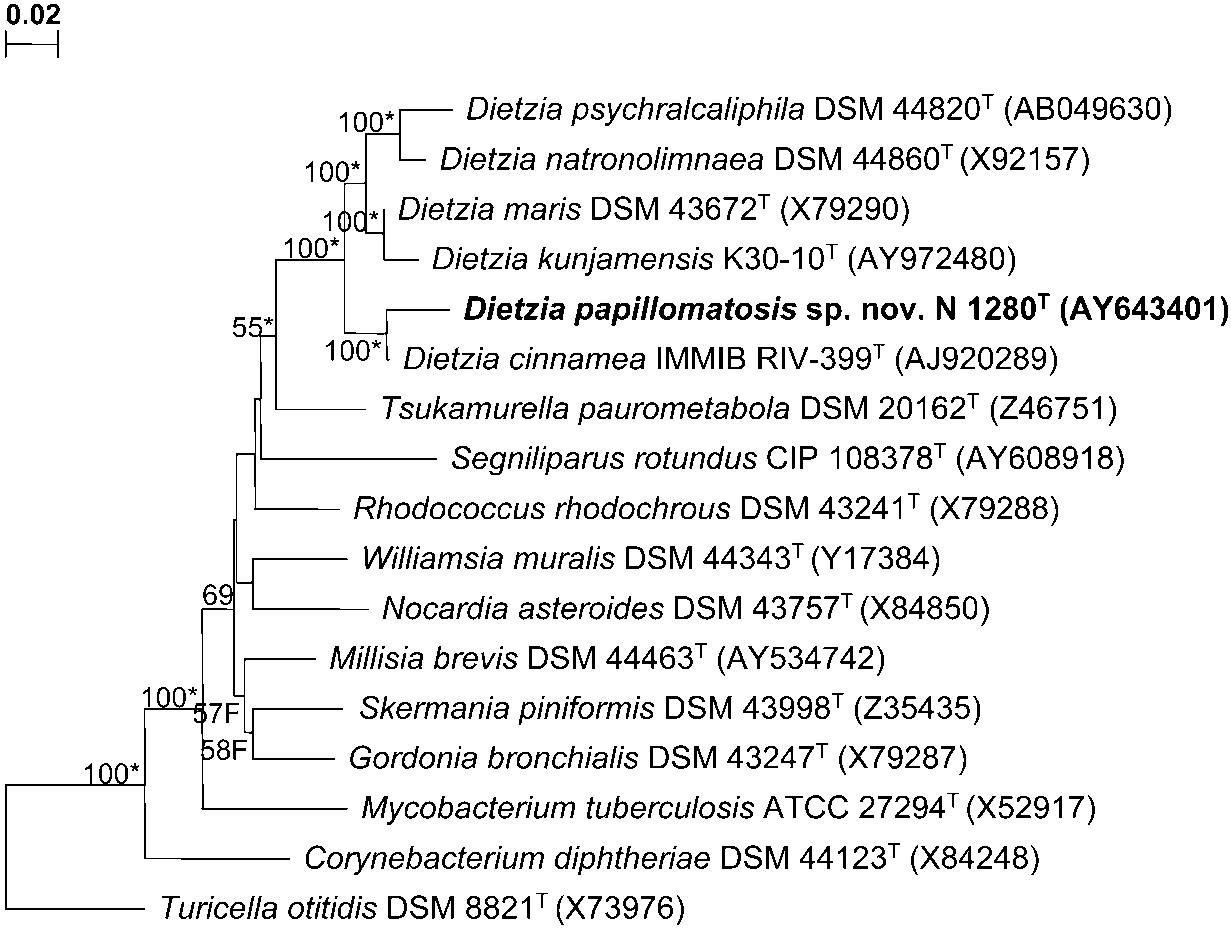 0.02
100* Dietzia psychralcaliphila DSM 44820ᵀ (AB049630)
Dietzia natronolimnaea DSM 44860ᵀ (X92157)
100*
100* Dietzia maris DSM 43672ᵀ (X79290)
100* Dietzia kunjamensis K30-10ᵀ (AY972480)
Dietzia papillomatosis sp. nov. N 1280ᵀ (AY643401)
55*
100* Dietzia cinnamea IMMIB RIV-399ᵀ (AJ920289)
Tsukamurella paurometabola DSM 20162ᵀ (Z46751)
Segniliparus rotundus CIP 108378ᵀ (AY608918)
Rhodococcus rhodochrous DSM 43241ᵀ (X79288)
Williamsia muralis DSM 44343ᵀ (Y17384)
69 Nocardia asteroides DSM 43757ᵀ (X84850)
Millisia brevis DSM 44463ᵀ (AY534742)
100* 57F Skermania piniformis DSM 43998ᵀ (Z35435)
58F Gordonia bronchialis DSM 43247ᵀ (X79287)
100*
Mycobacterium tuberculosis ATCC 27294ᵀ (X52917)
Corynebacterium diphtheriae DSM 44123ᵀ (X84248)
Turicella otitidis DSM 8821ᵀ (X73976)